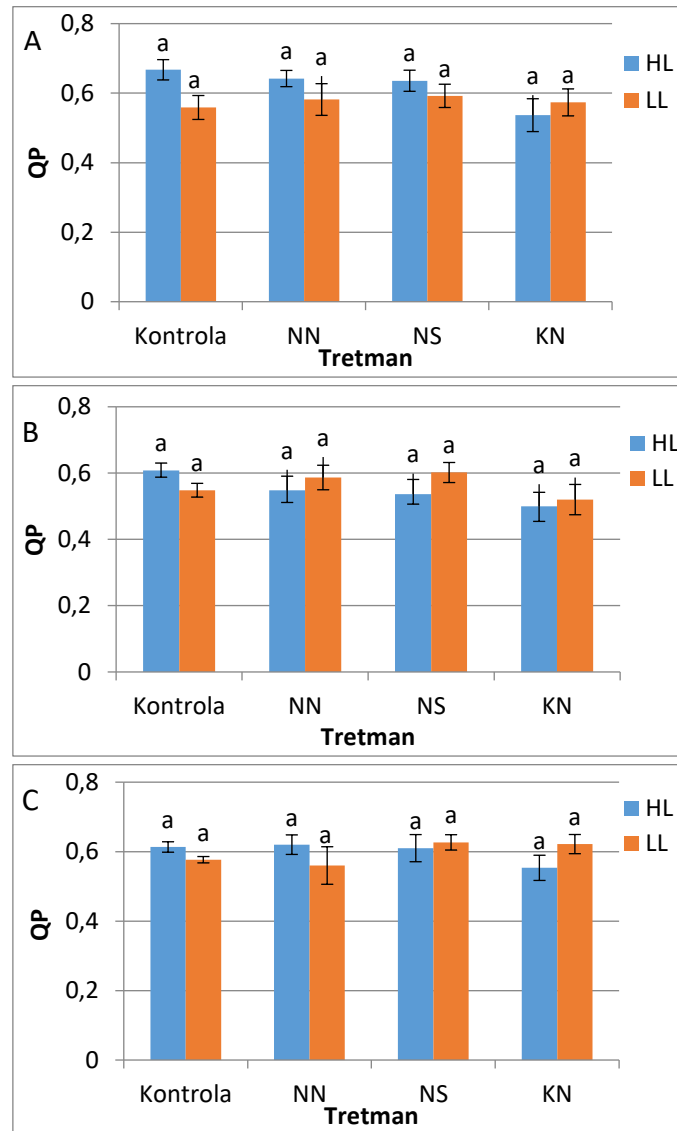 A
0,8
a a a a a a a a
HL
LL
0,6
0,4
0,2
0
QP
Kontrola NN NS KN
Tretman
B
0,8
a a a a a a a a
HL
LL
0,6
0,4
0,2
0
QP
Kontrola NN NS KN
Tretman
C
0,8
a a a a a a a a
HL
LL
0,6
0,4
0,2
0
QP
Kontrola NN NS KN
Tretman